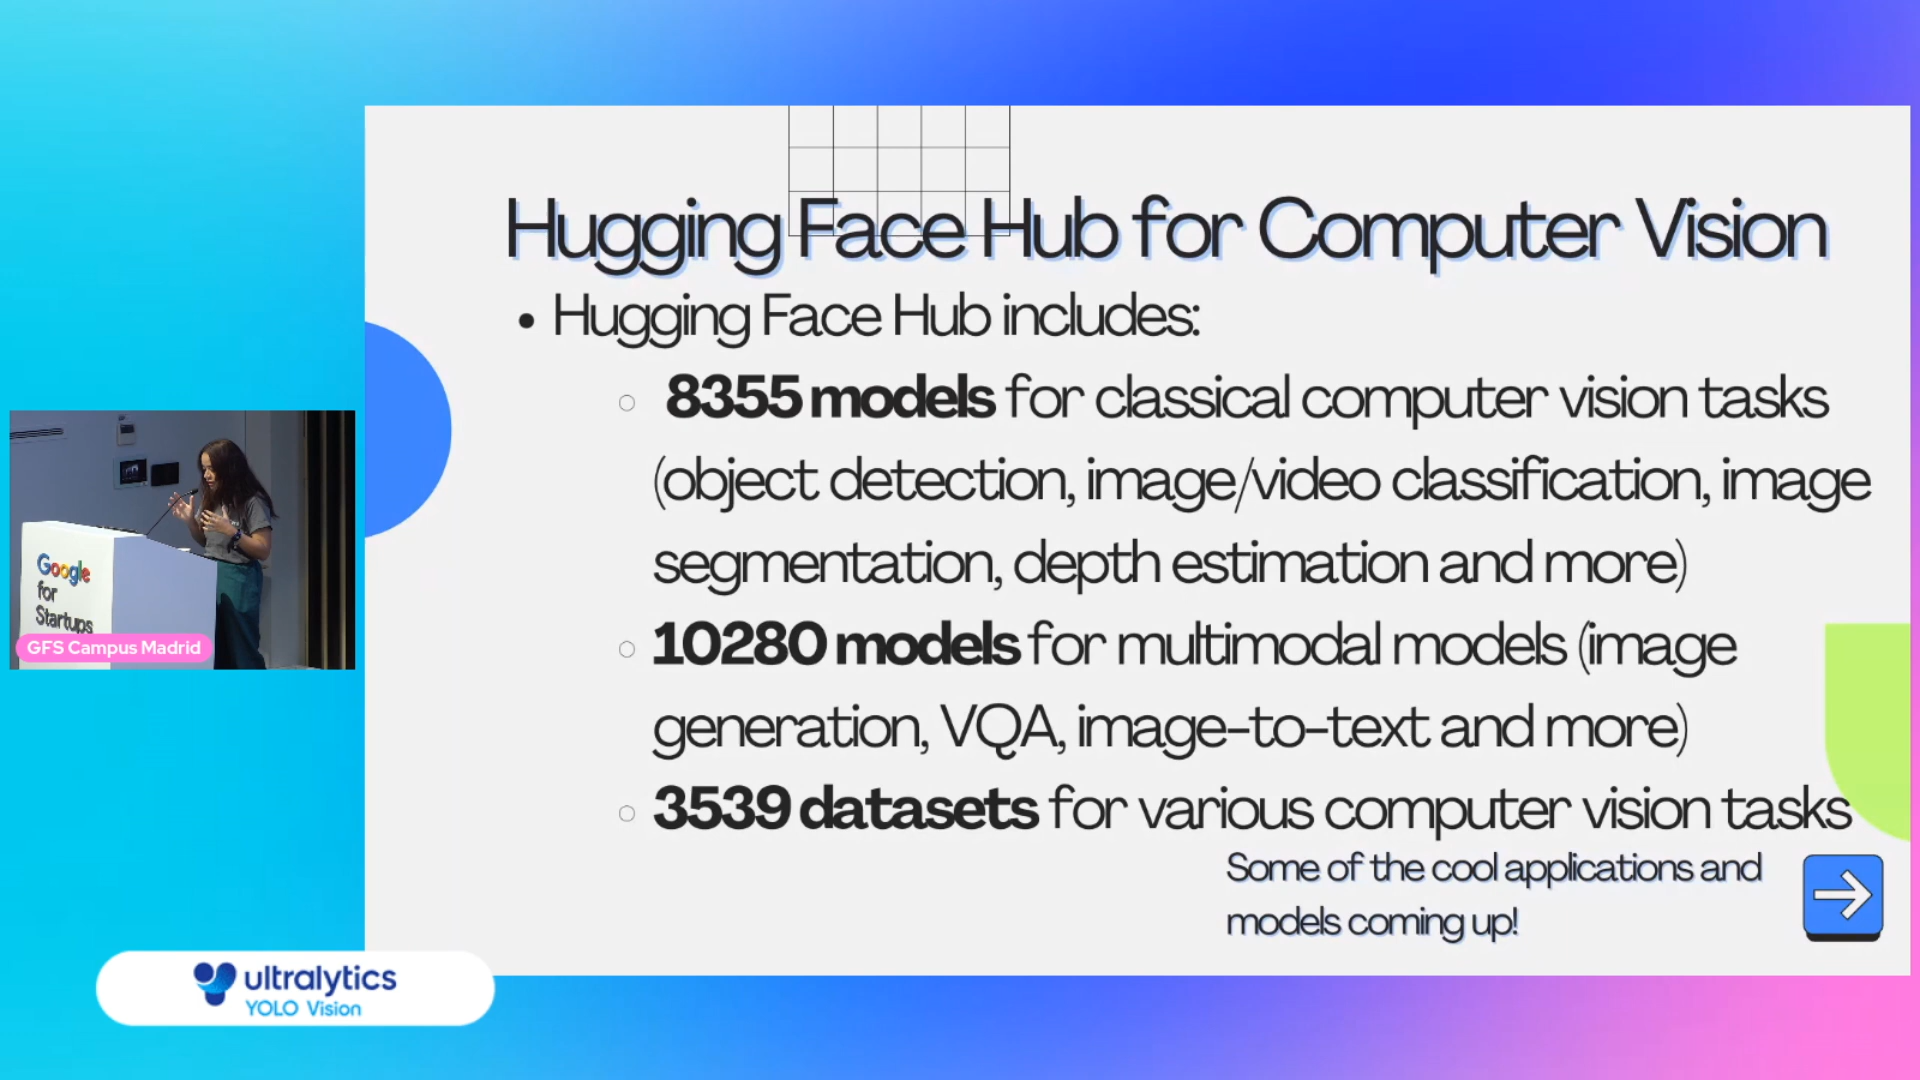 Hugging Face Hub for Computer Vision
• Hugging Face Hub includes:
○ 8355 models for classical computer vision tasks
(object detection, image/video classification, image
segmentation, depth estimation and more)
○ 10280 models for multimodal models (image
generation, VQA, image-to-text and more)
○ 3539 datasets for various computer vision tasks
Some of the cool applications and
models coming up!
Google
for
Startups
GFS Campus Madrid
ultralytics
YOLO Vision